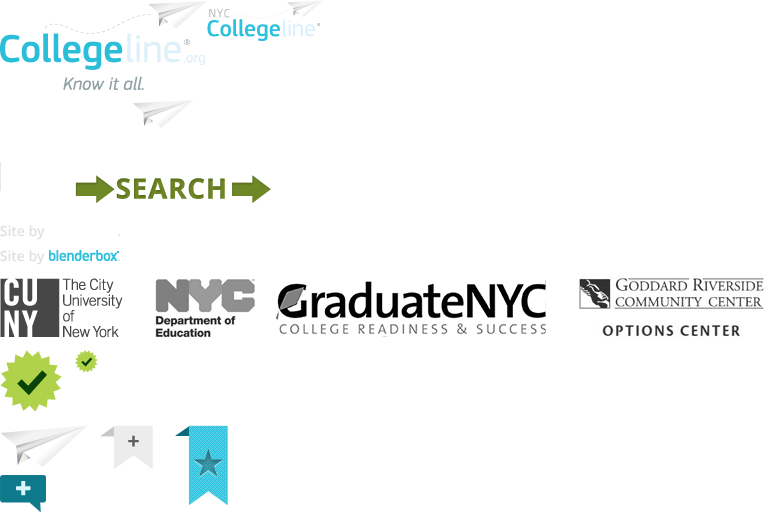 Collegeline®
.org
Know it all.
NYC
Collegeline®
SEARCH
Site by .
Site by blenderbox
CU
NY
The City
University
of
New York
NYC
Department of
Education
GraduateNYC
COLLEGE READINESS & SUCCESS
GODDARD RIVERSIDE
COMMUNITY CENTER
OPTIONS CENTER